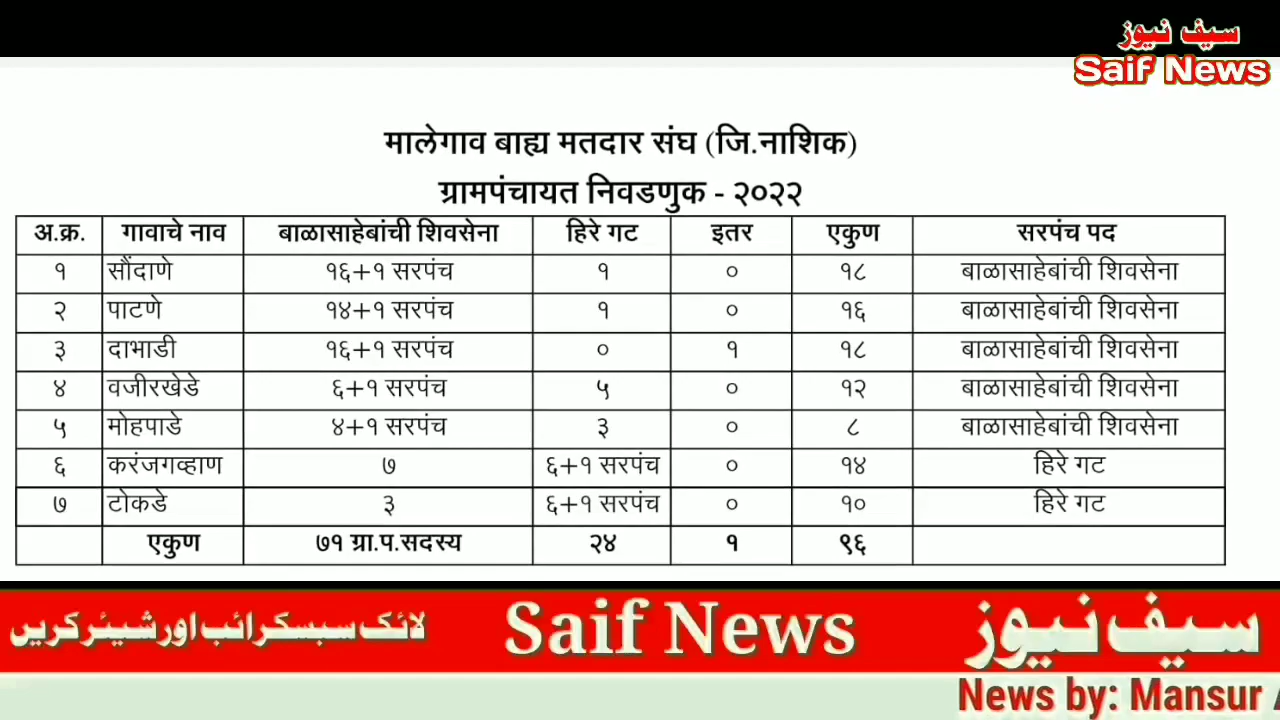 سیف نیوز
Saif News
मालेगाव बाह्य मतदार संघ (जि.नाशिक)
ग्रामपंचायत निवडणुक - २०२२
अ.क्र. गावाचे नाव बाळासाहेबांची शिवसेना हिरे गट इतर एकुण सरपंच पद
१ सौंदाणे १६+१ सरपंच १ ० १८ बाळासाहेबांची शिवसेना
२ पाटणे १४+१ सरपंच १ ० १६ बाळासाहेबांची शिवसेना
३ दाभाडी १६+१ सरपंच ० १ १८ बाळासाहेबांची शिवसेना
४ वजीरखेडे ६+१ सरपंच ५ ० १२ बाळासाहेबांची शिवसेना
५ मोहपाडे ४+१ सरपंच ३ ० ८ बाळासाहेबांची शिवसेना
६ करंजगव्हाण ७ ६+१ सरपंच ० १४ हिरे गट
७ टोकडे ३ ६+१ सरपंच ० १० हिरे गट
एकुण ७१ ग्रा.प.सदस्य २४ १ ९६
لائک سبسکرائب اور شیئر کریں Saif News سیف نیوز
News by: Mansur A